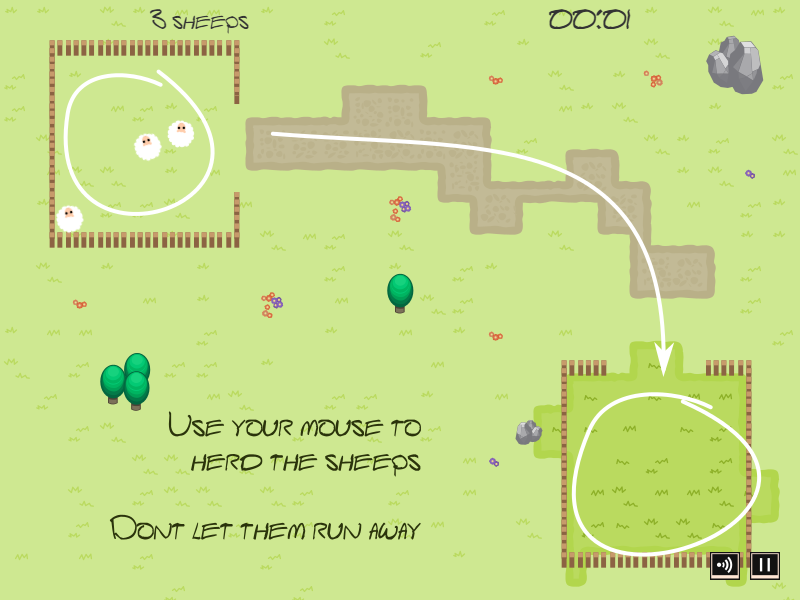 3 sheeps
00:01
Use your mouse to
herd the sheeps
Dont let them run away